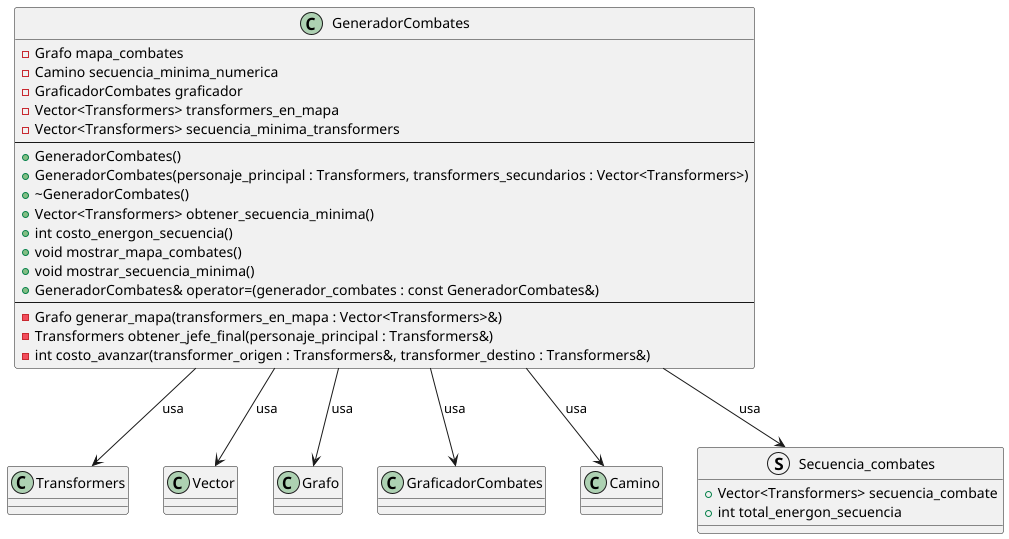 C GeneradorCombates
Grafo mapa_combates
Camino secuencia_minima_numerica
GraficadorCombates graficador
Vector<Transformers> transformers_en_mapa
Vector<Transformers> secuencia_minima_transformers
GeneradorCombates()
GeneradorCombates(personaje_principal : Transformers, transformers_secundarios : Vector<Transformers>)
~GeneradorCombates()
Vector<Transformers> obtener_secuencia_minima()
int costo_energon_secuencia()
void mostrar_mapa_combates()
void mostrar_secuencia_minima()
GeneradorCombates& operator=(generador_combates : const GeneradorCombates&)
Grafo generar_mapa(transformers_en_mapa : Vector<Transformers>&)
Transformers obtener_jefe_final(personaje_principal : Transformers&)
int costo_avanzar(transformer_origen : Transformers&, transformer_destino : Transformers&)
usa
usa
usa
usa
usa
usa
C Transformers
C Vector
C Grafo
C GraficadorCombates
C Camino
S Secuencia_combates
Vector<Transformers> secuencia_combate
int total_energon_secuencia